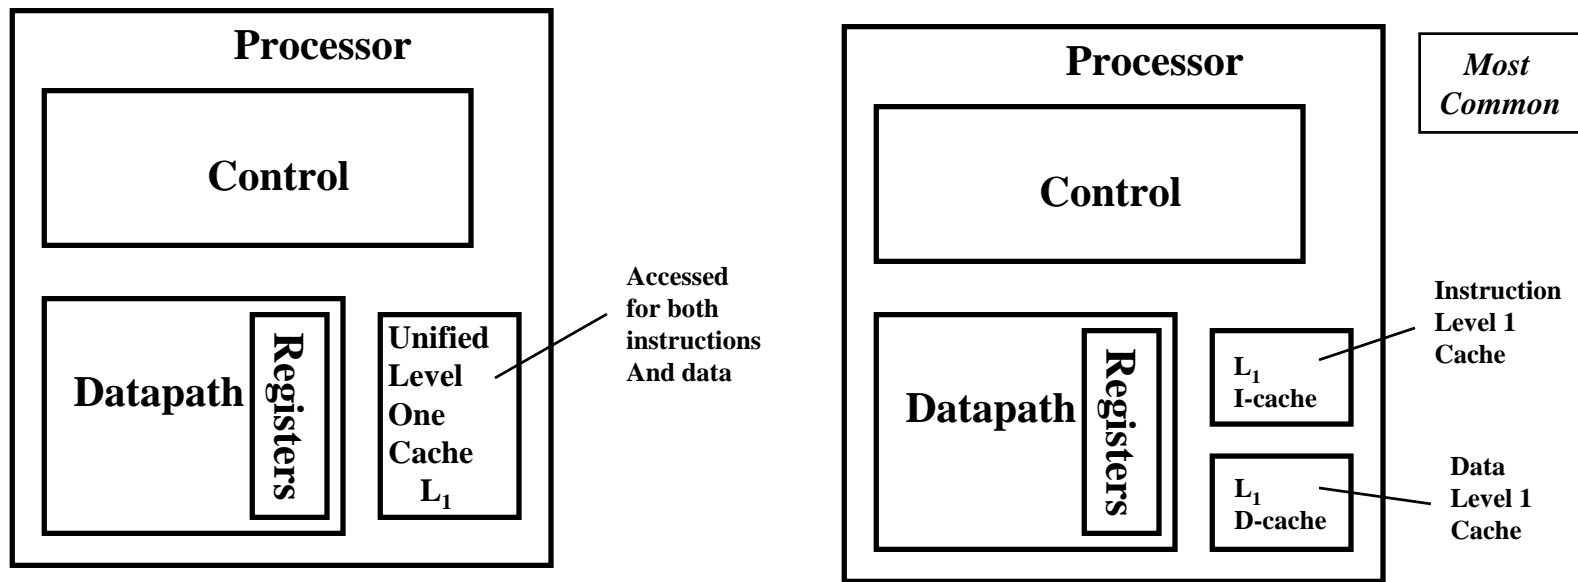 Processor
Control
Datapath
Registers
Unified
Level
One
Cache
L1
Accessed
for both
instructions
And data
Processor
Control
Datapath
Registers
L1
I-cache
L1
D-cache
Most
Common
Instruction
Level 1
Cache
Data
Level 1
Cache